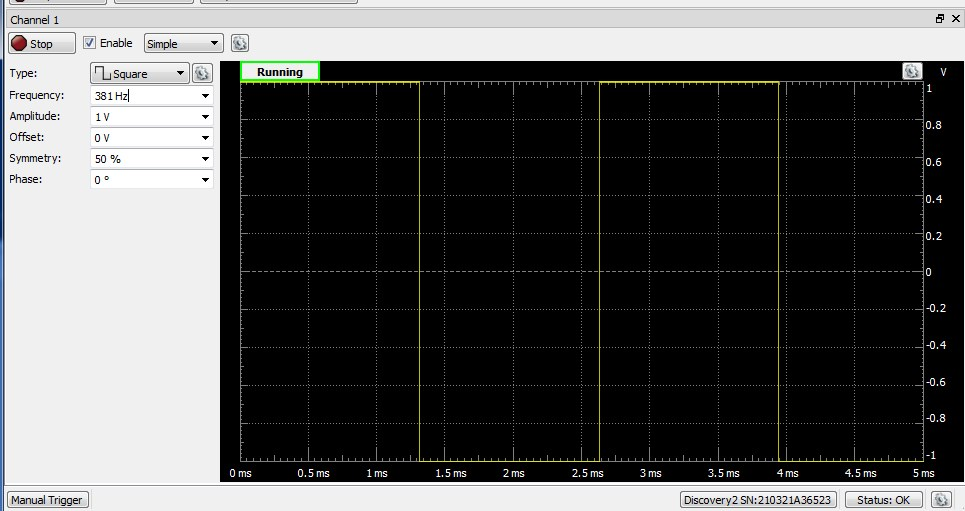 Channel 1
Stop Enable Simple
Type: Square
Frequency: 381 Hz
Amplitude: 1 V
Offset: 0 V
Symmetry: 50 %
Phase: 0 °
Running V
1
0.8
0.6
0.4
0.2
0
-0.2
-0.4
-0.6
-0.8
-1
0 ms 0.5 ms 1 ms 1.5 ms 2 ms 2.5 ms 3 ms 3.5 ms 4 ms 4.5 ms 5 ms
Manual Trigger Discovery2 SN:210321A36523 Status: OK